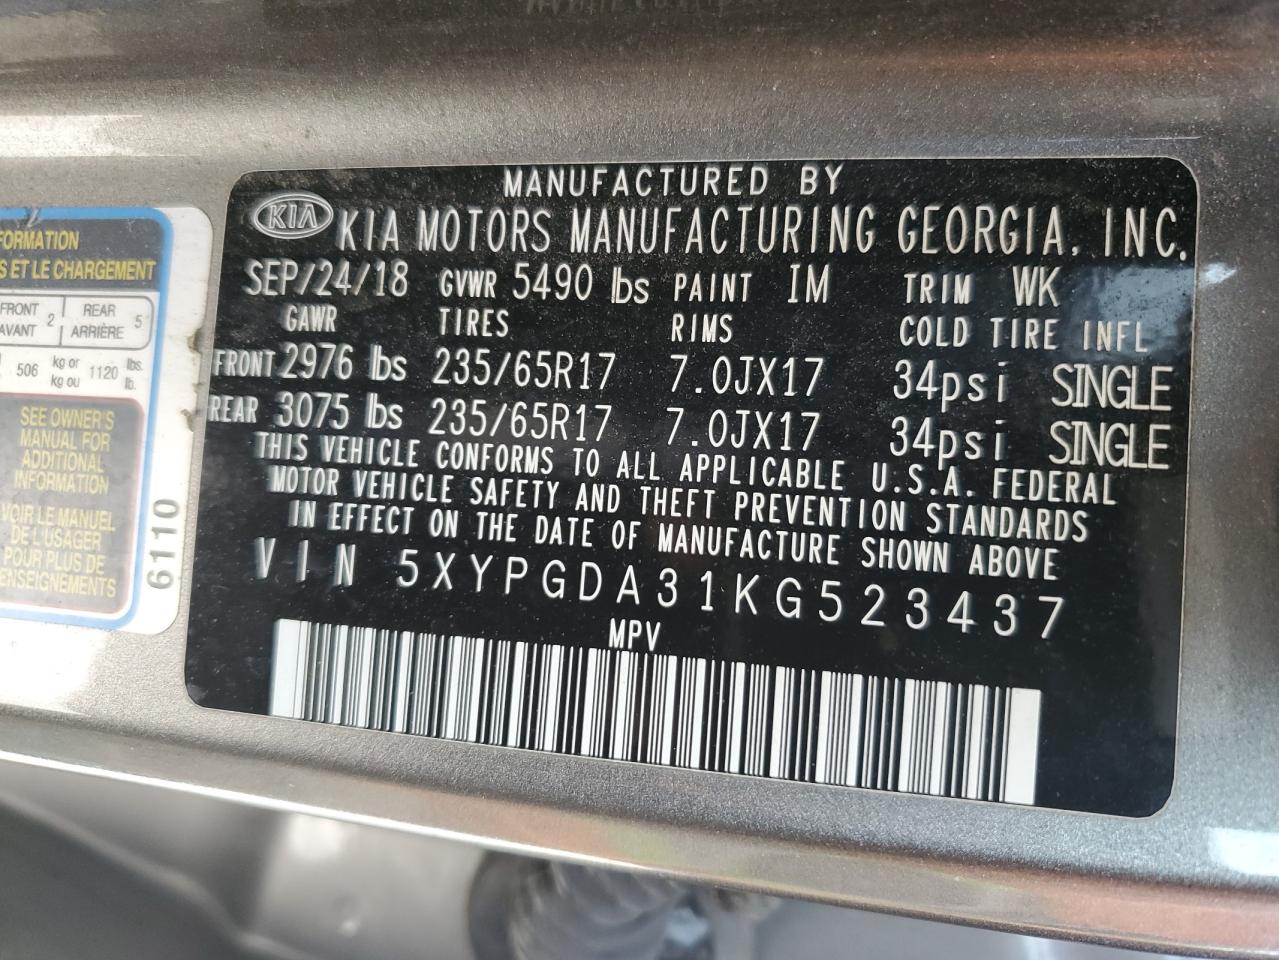 MANUFACTURED BY
KIA KIA MOTORS MANUFACTURING GEORGIA, INC.
SEP/24/18 GVWR 5490 lbs PAINT IM TRIM WK
GAWR TIRES RIMS COLD TIRE INFL
FRONT 2976 lbs 235/65R17 7.0JX17 34psi SINGLE
REAR 3075 lbs 235/65R17 7.0JX17 34psi SINGLE
THIS VEHICLE CONFORMS TO ALL APPLICABLE U.S.A. FEDERAL
MOTOR VEHICLE SAFETY AND THEFT PREVENTION STANDARDS
IN EFFECT ON THE DATE OF MANUFACTURE SHOWN ABOVE
VIN 5XYPGDA31KG523437
MPV
FORMATION
S ET LE CHARGEMENT
FRONT 2 REAR 5
AVANT ARRIÈRE
506 kg or 1120 lbs.
kg ou lb.
SEE OWNER'S
MANUAL FOR
ADDITIONAL
INFORMATION
VOIR LE MANUEL
DE L'USAGER
POUR PLUS DE
ENSEIGNEMENTS
6110